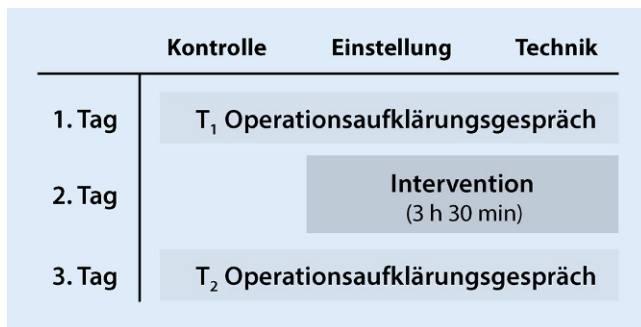 Kontrolle Einstellung Technik
1. Tag T₁ Operationsaufklärungsgespräch
Intervention
2. Tag
(3 h 30 min)
3. Tag T₂ Operationsaufklärungsgespräch